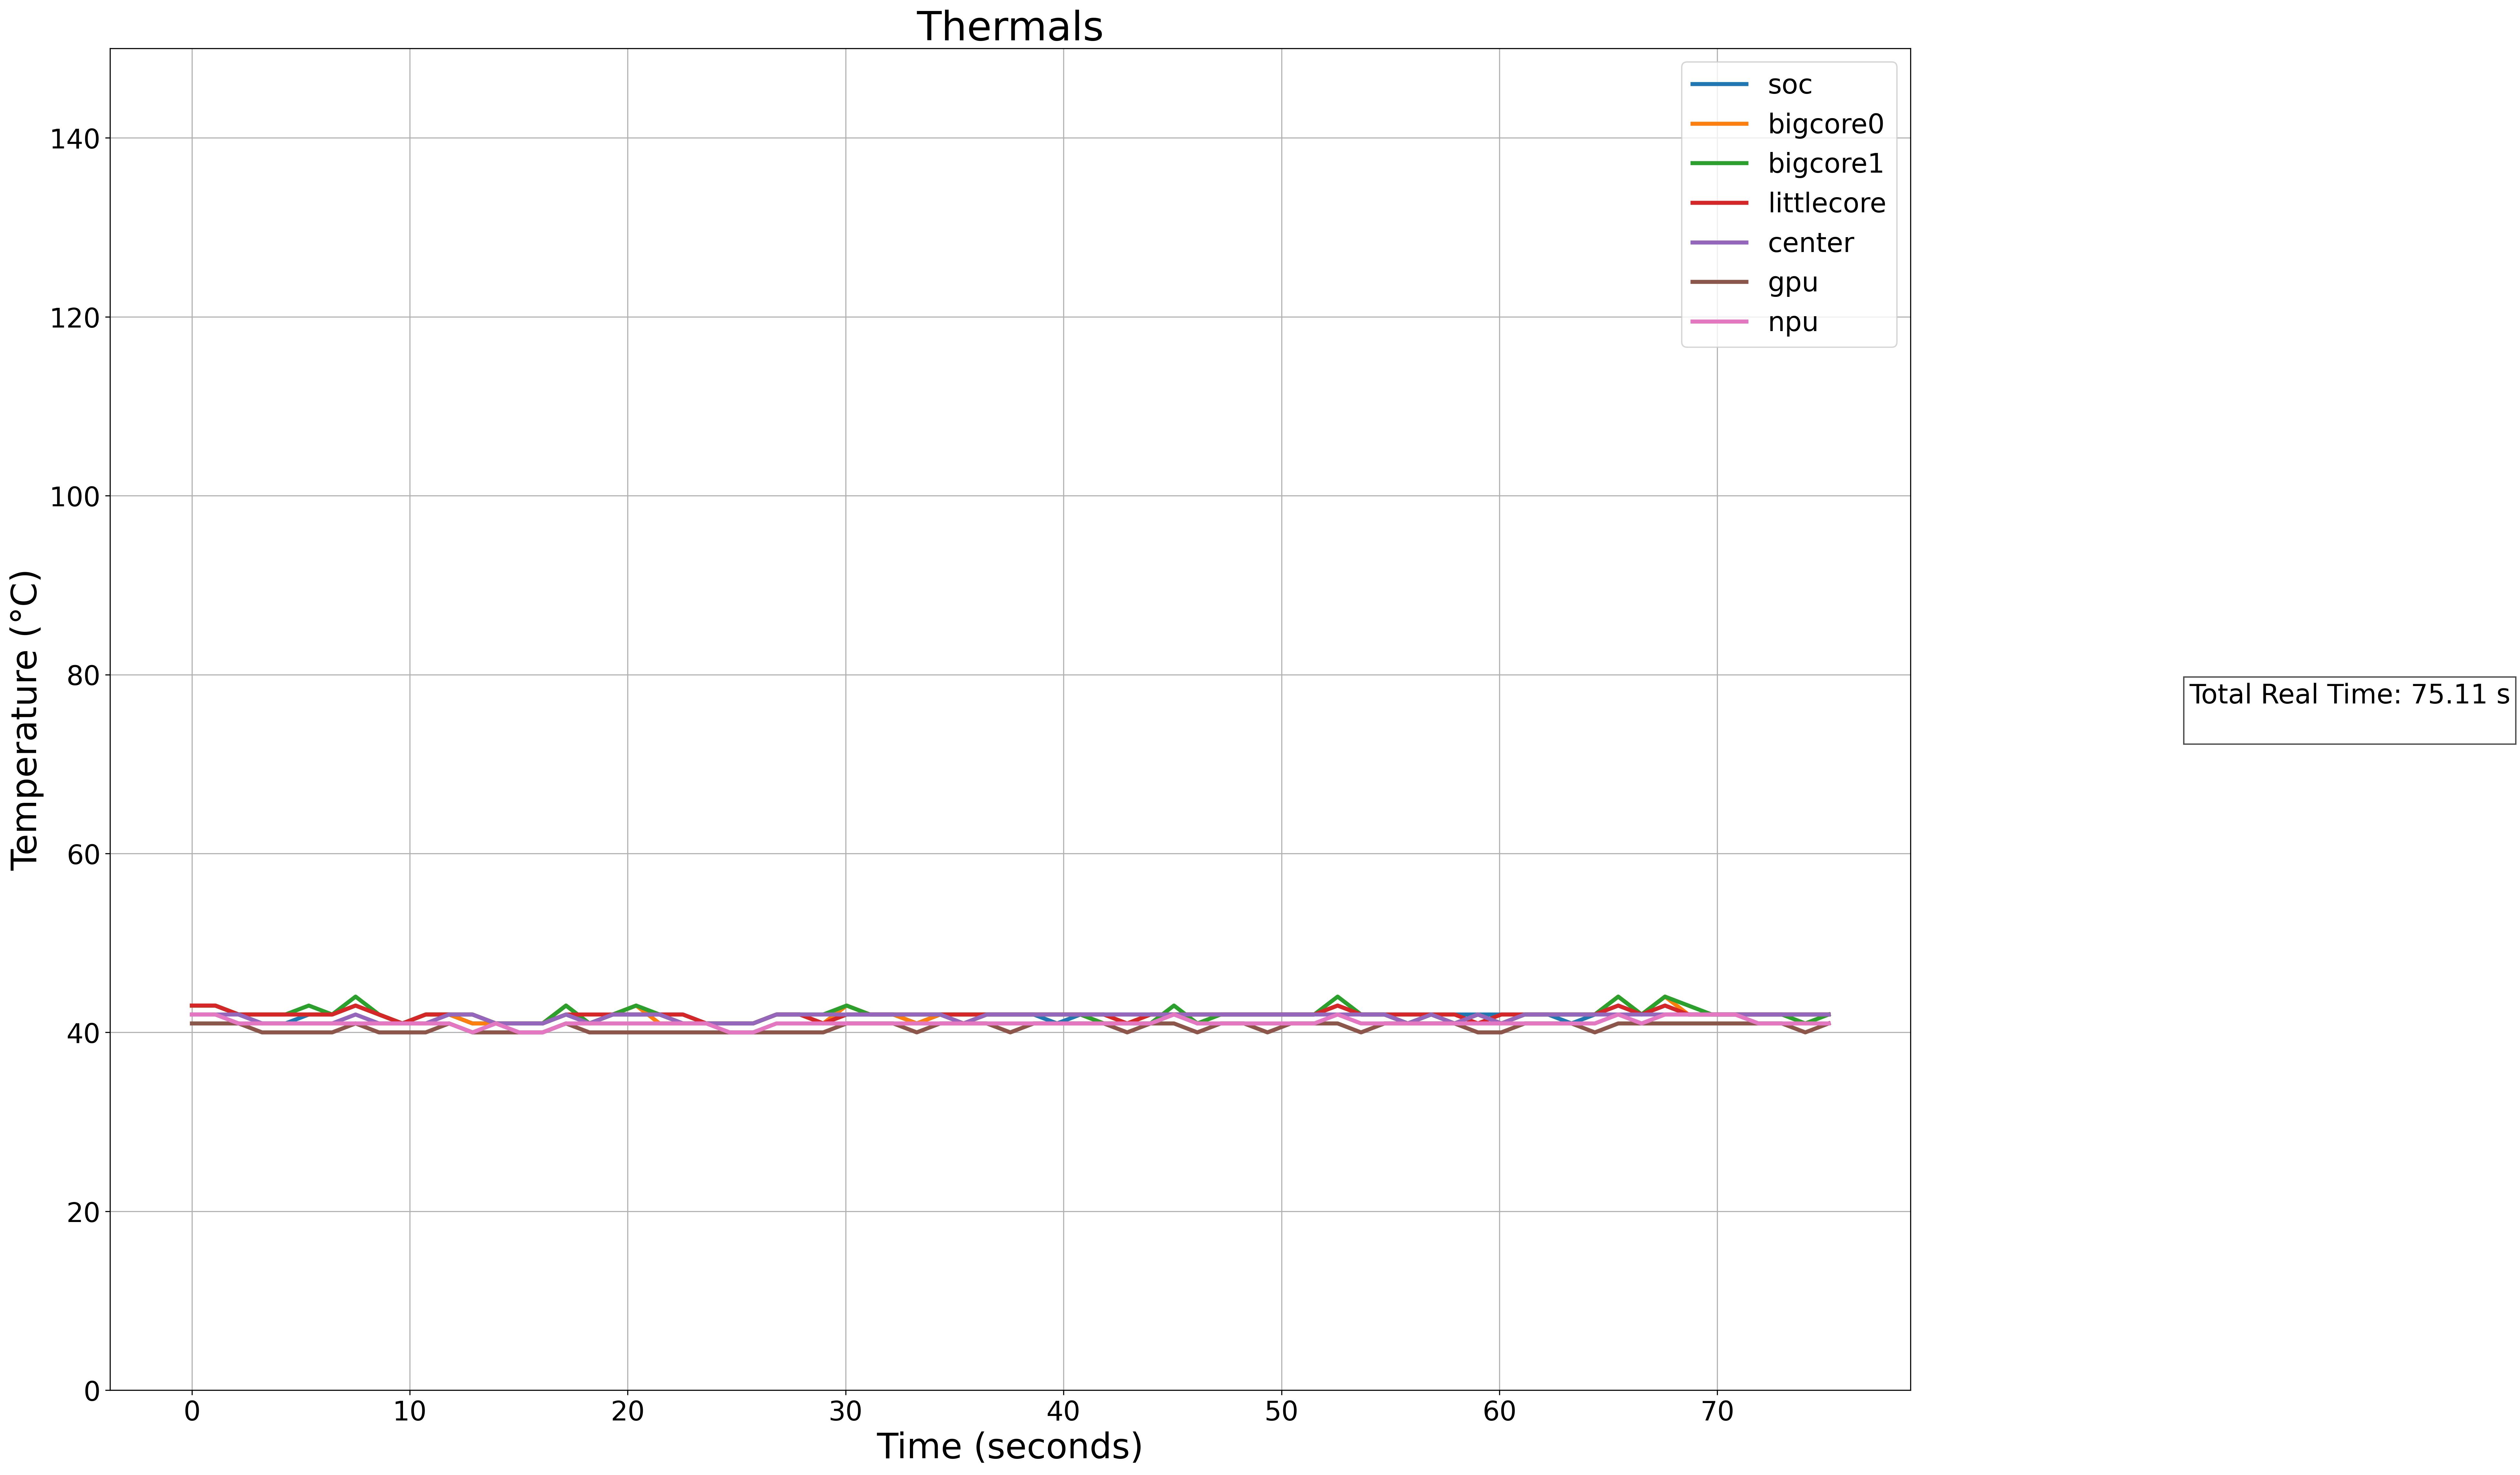 Thermals
soc
bigcore0
bigcore1
littlecore
center
gpu
npu
Temperature (°C)
140
120
100
80
60
40
20
0
0 10 20 30 40 50 60 70
Time (seconds)
Total Real Time: 75.11 s